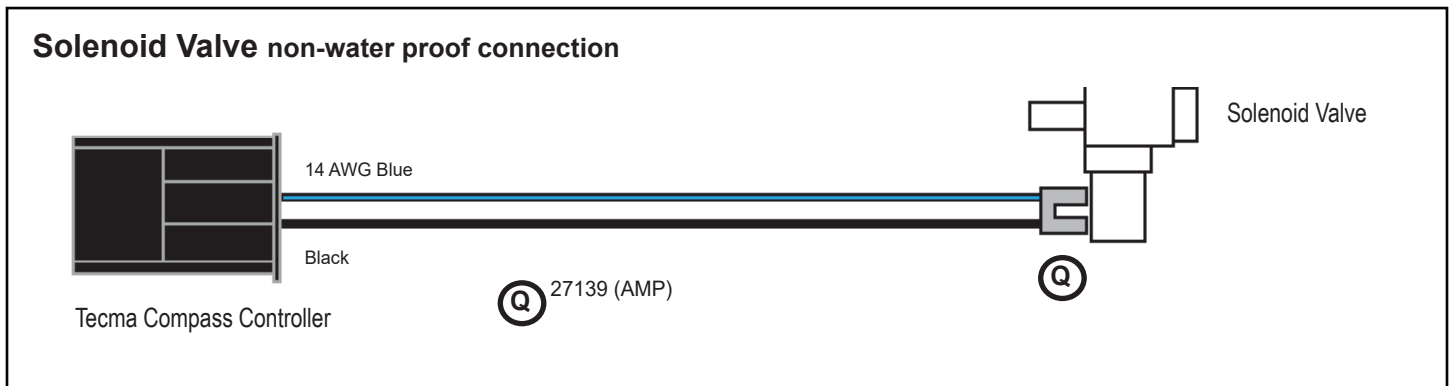 Solenoid Valve non-water proof connection
Solenoid Valve
14 AWG Blue
Black
Q 27139 (AMP)
Q
Tecma Compass Controller